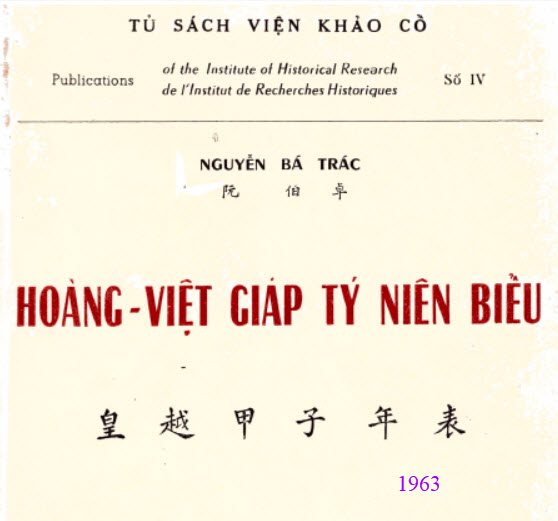 TỦ SÁCH VIỆN KHẢO CỔ
Publications
of the Institute of Historical Research
de l'Institut de Recherches Historiques
Số IV
NGUYỄN BÁ TRÁC
阮 伯 卓
HOÀNG-VIỆT GIÁP TÝ NIÊN BIỂU
皇 越 甲 子 年 表
1963